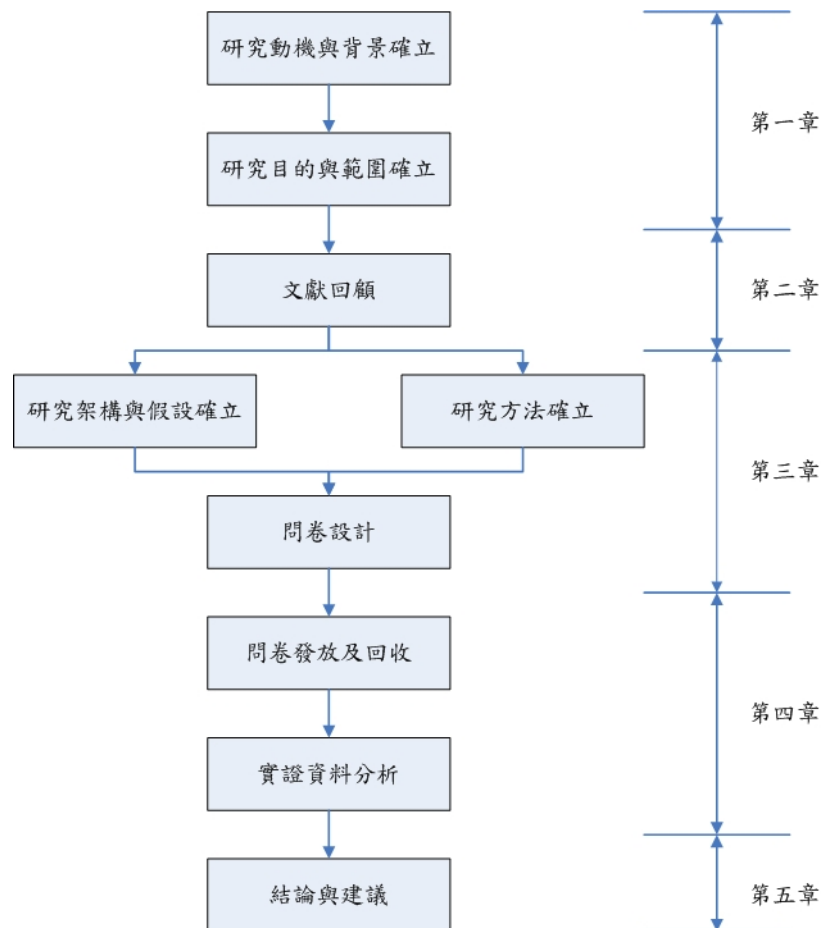 研究動機與背景確立
第一章
研究目的與範圍確立
文獻回顧
第二章
研究架構與假設確立
研究方法確立
第三章
問卷設計
問卷發放及回收
第四章
實證資料分析
結論與建議
第五章